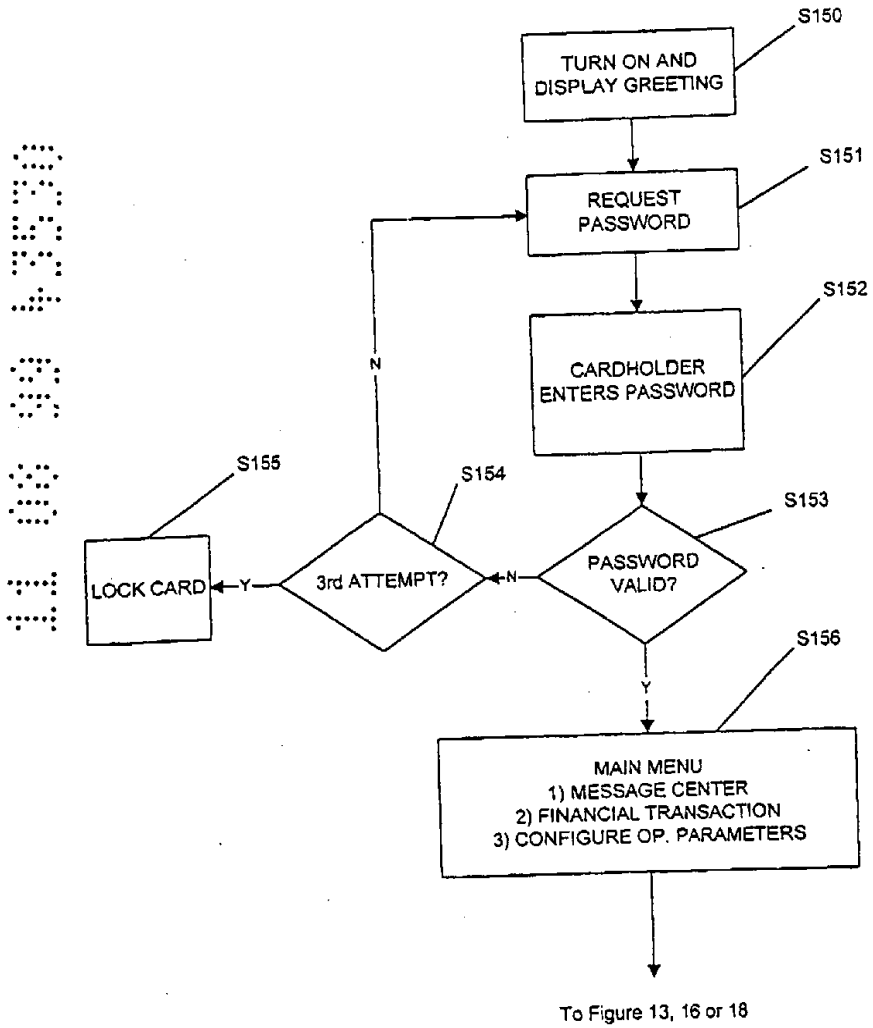 S150
TURN ON AND
DISPLAY GREETING
S151
REQUEST
PASSWORD
S152
CARDHOLDER
ENTERS PASSWORD
N
S153
PASSWORD
VALID?
N
S154
3rd ATTEMPT?
Y
S155
LOCK CARD
Y
S156
MAIN MENU
1) MESSAGE CENTER
2) FINANCIAL TRANSACTION
3) CONFIGURE OP. PARAMETERS
To Figure 13, 16 or 18